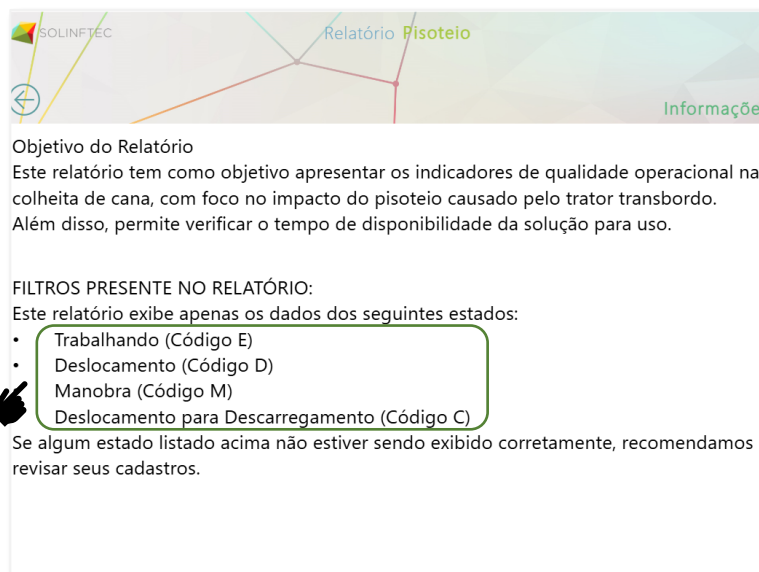 SOLINFTEC
Relatório Pisoteio
Informaçõe
Objetivo do Relatório
Este relatório tem como objetivo apresentar os indicadores de qualidade operacional na
colheita de cana, com foco no impacto do pisoteio causado pelo trator transbordo.
Além disso, permite verificar o tempo de disponibilidade da solução para uso.
FILTROS PRESENTE NO RELATÓRIO:
Este relatório exibe apenas os dados dos seguintes estados:
• Trabalhando (Código E)
• Deslocamento (Código D)
Manobra (Código M)
Deslocamento para Descarregamento (Código C)
Se algum estado listado acima não estiver sendo exibido corretamente, recomendamos
revisar seus cadastros.